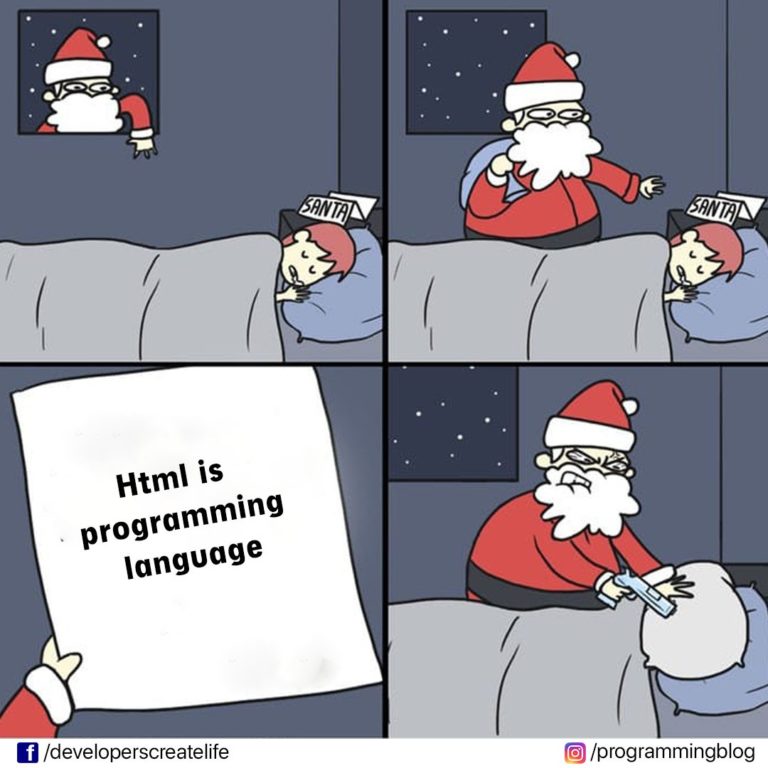 SANTA
SANTA
Html is
programming
language
/developerscreatelife
/programmingblog